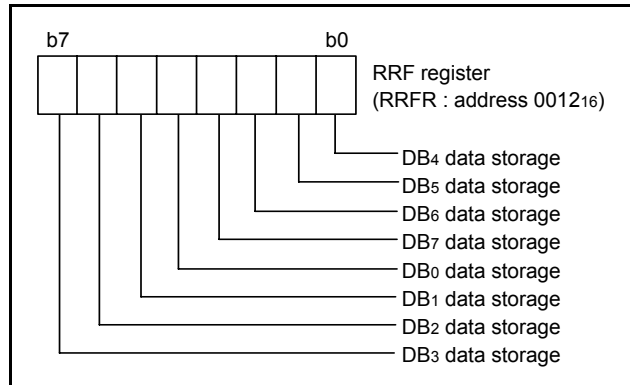 b7 b0
RRF register
(RRFR : address 0012₁₆)
DB₄ data storage
DB₅ data storage
DB₆ data storage
DB₇ data storage
DB₀ data storage
DB₁ data storage
DB₂ data storage
DB₃ data storage